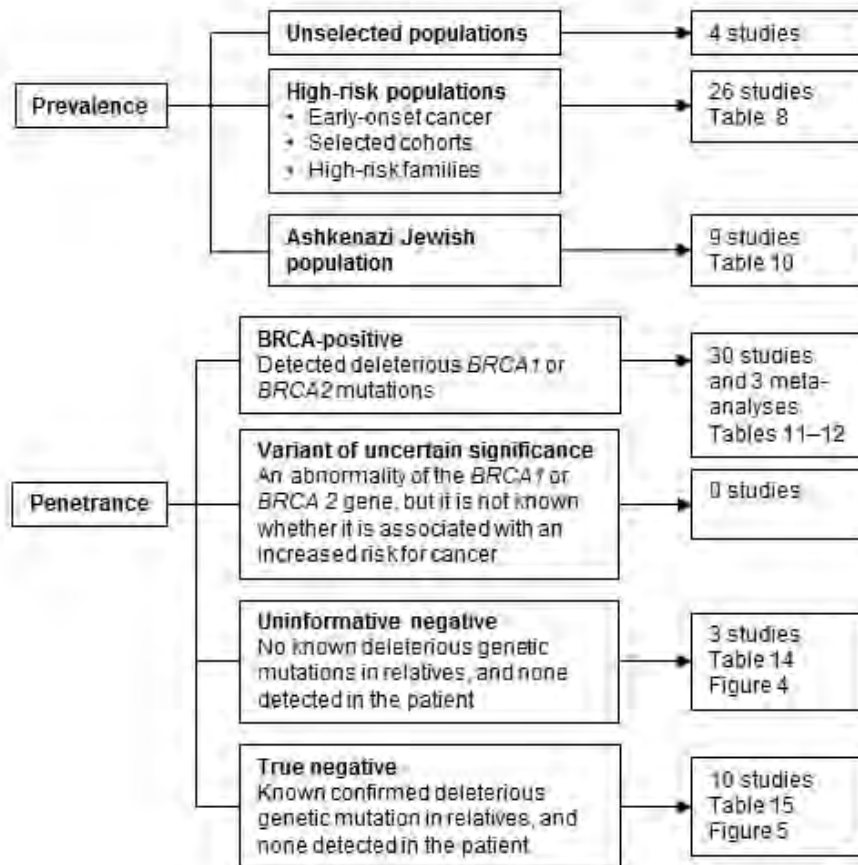 Prevalence
Unselected populations
4 studies
High-risk populations
• Early-onset cancer
• Selected cohorts
• High-risk families
26 studies
Table 8
Ashkenazi Jewish
population
9 studies
Table 10
Penetrance
BRCA-positive
Detected deleterious BRCA1 or
BRCA2 mutations
30 studies
and 3 meta-
analyses
Tables 11–12
Variant of uncertain significance
An abnormality of the BRCA1 or
BRCA 2 gene, but it is not known
whether it is associated with an
increased risk for cancer
0 studies
Uninformative negative
No known deleterious genetic
mutations in relatives, and none
detected in the patient
3 studies
Table 14
Figure 4
True negative
Known confirmed deleterious
genetic mutation in relatives, and
none detected in the patient
10 studies
Table 15
Figure 5